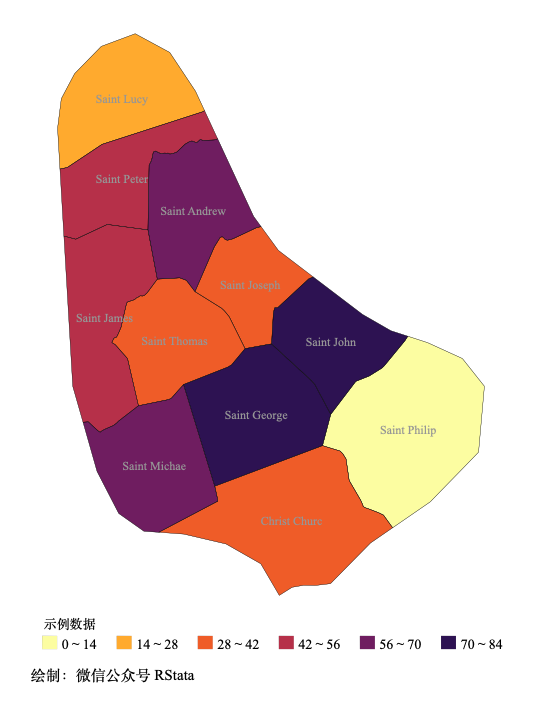 Saint Lucy
Saint Peter
Saint Andrew
Saint Joseph
Saint James
Saint Thomas
Saint John
Saint George
Saint Philip
Saint Michae
Christ Churc
示例数据
0 ~ 14 14 ~ 28 28 ~ 42 42 ~ 56 56 ~ 70 70 ~ 84
绘制：微信公众号 RStata